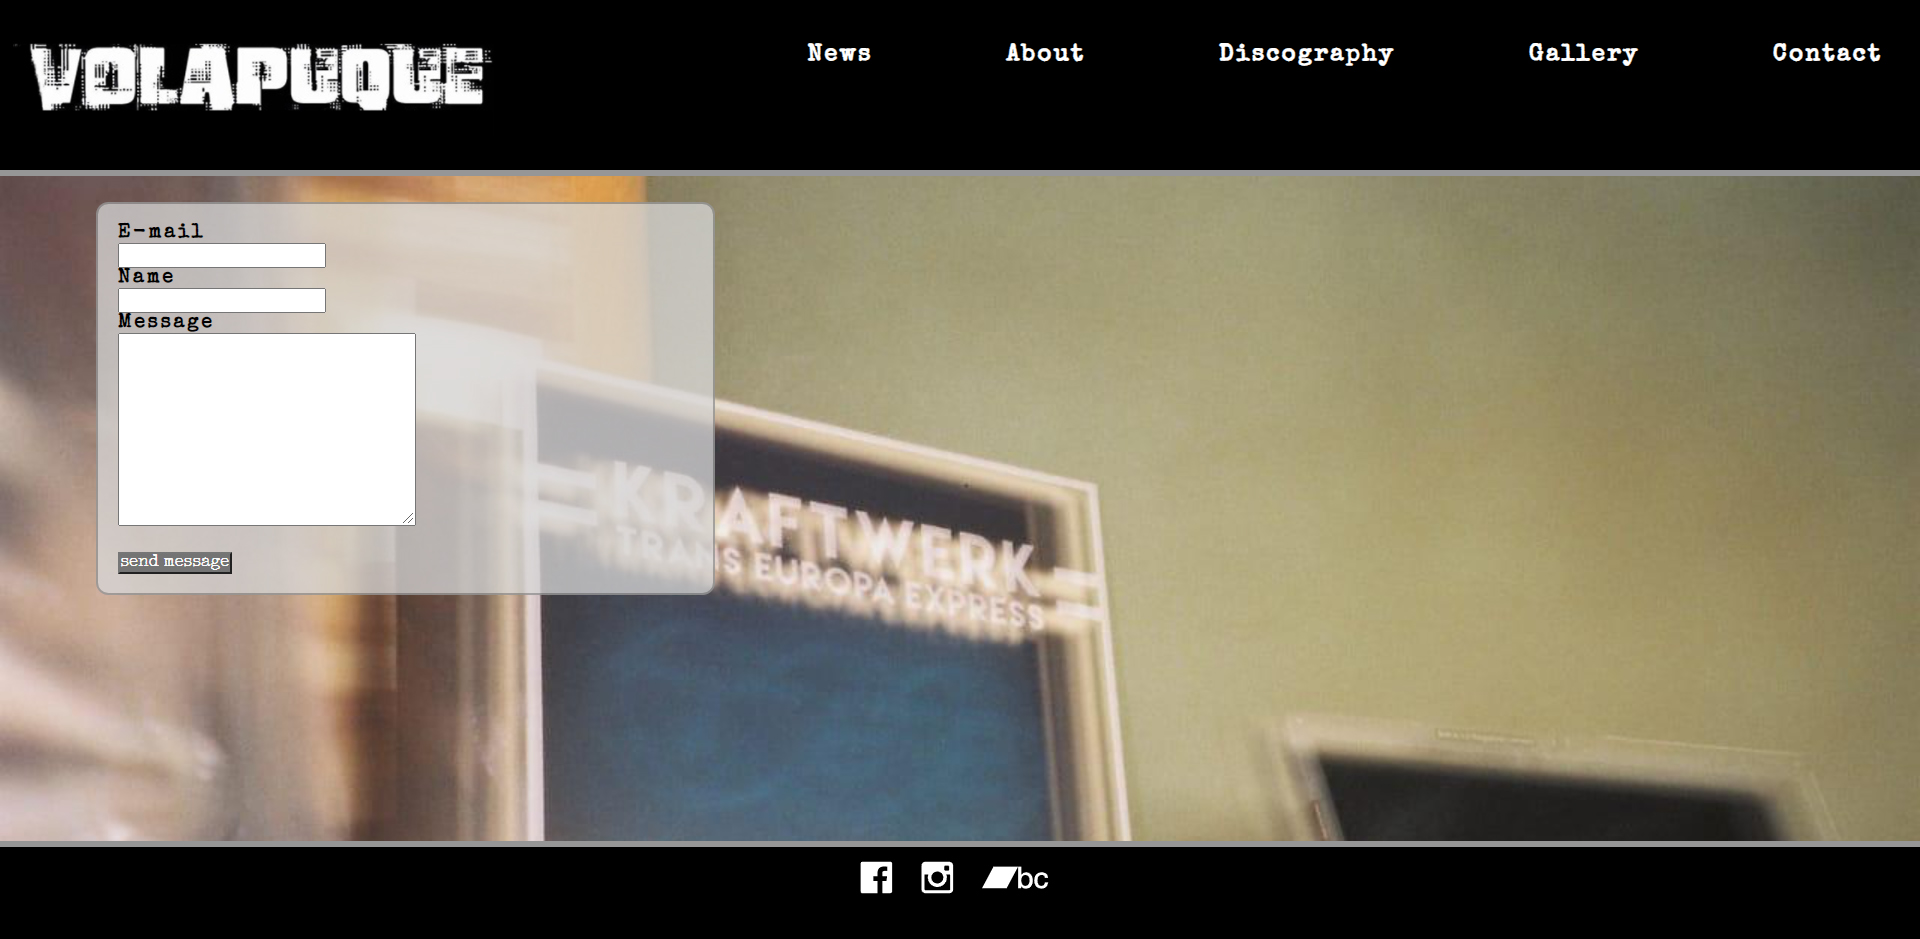 VOLAPUQUE
News About Discography Gallery Contact
E-mail
Name
Message
send message
KRAFTWERK
TRANS EUROPA EXPRESS
bc